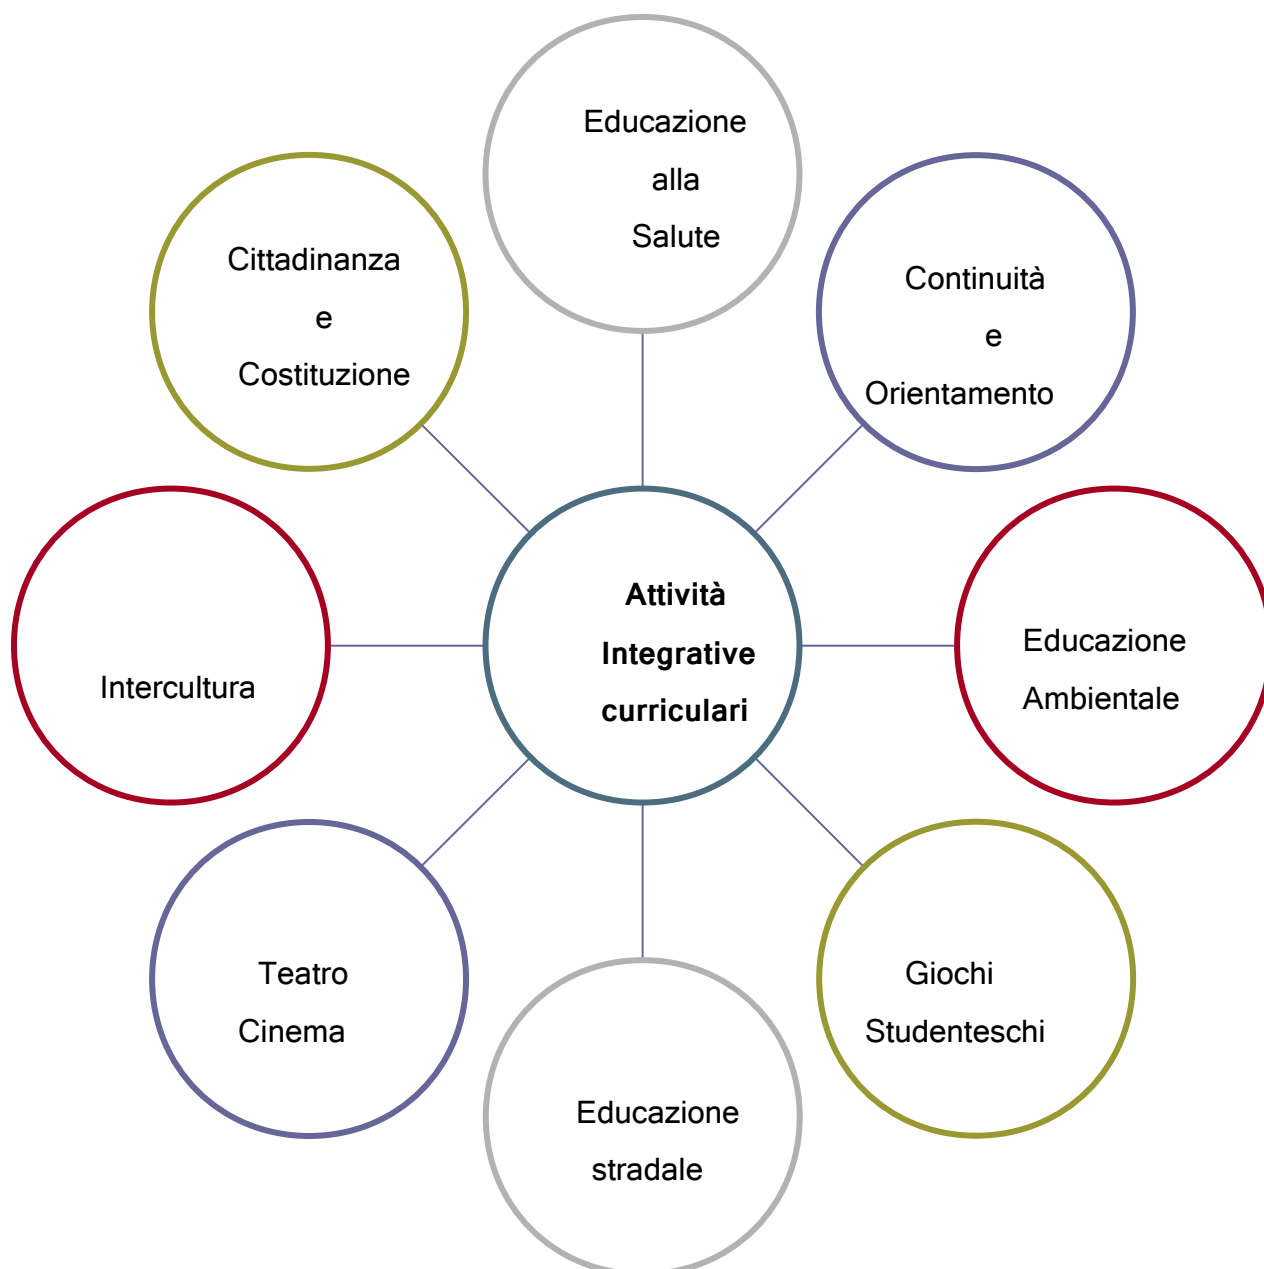 Educazione
alla
Salute
Continuità
e
Orientamento
Educazione
Ambientale
Giochi
Studenteschi
Educazione
stradale
Teatro
Cinema
Intercultura
Cittadinanza
e
Costituzione
Attività
Integrative
curriculari